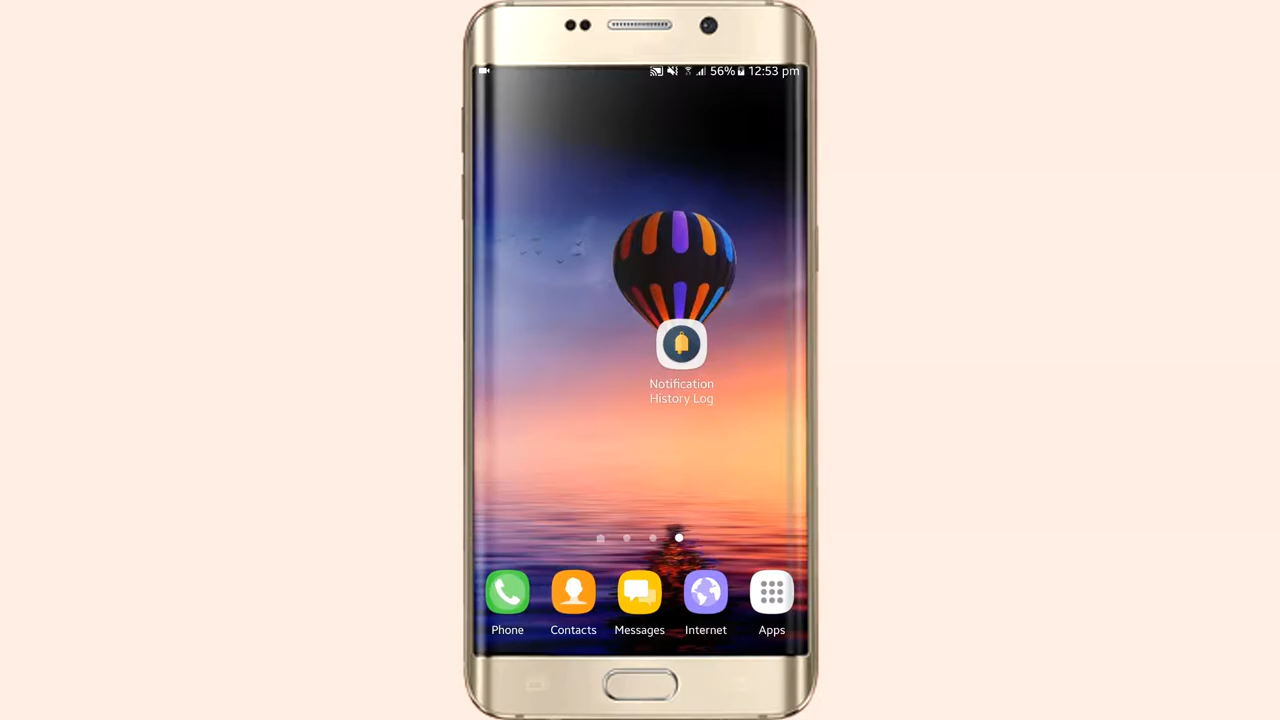 56% 12:53 pm
Notification
History Log
Phone Contacts Messages Internet Apps